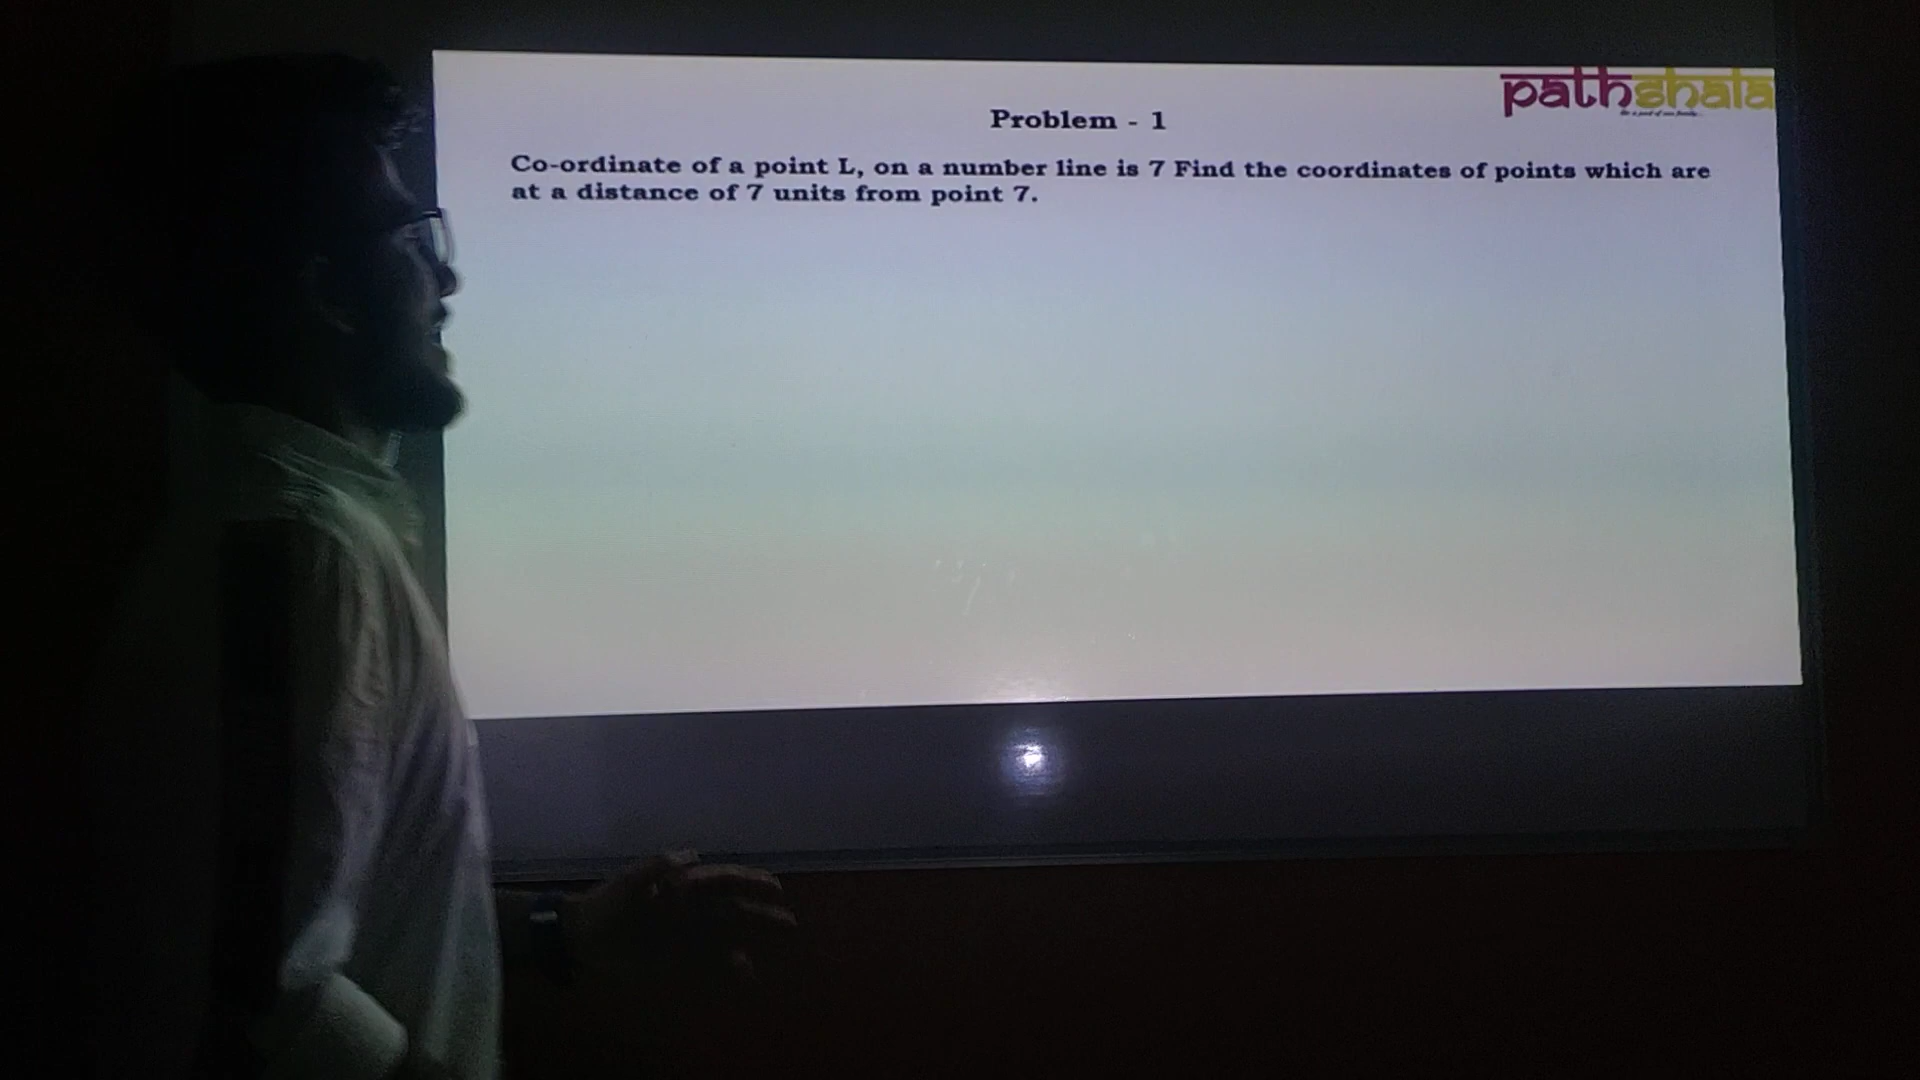 pathshala
Problem - 1
Co-ordinate of a point L, on a number line is 7 Find the coordinates of points which are
at a distance of 7 units from point 7.